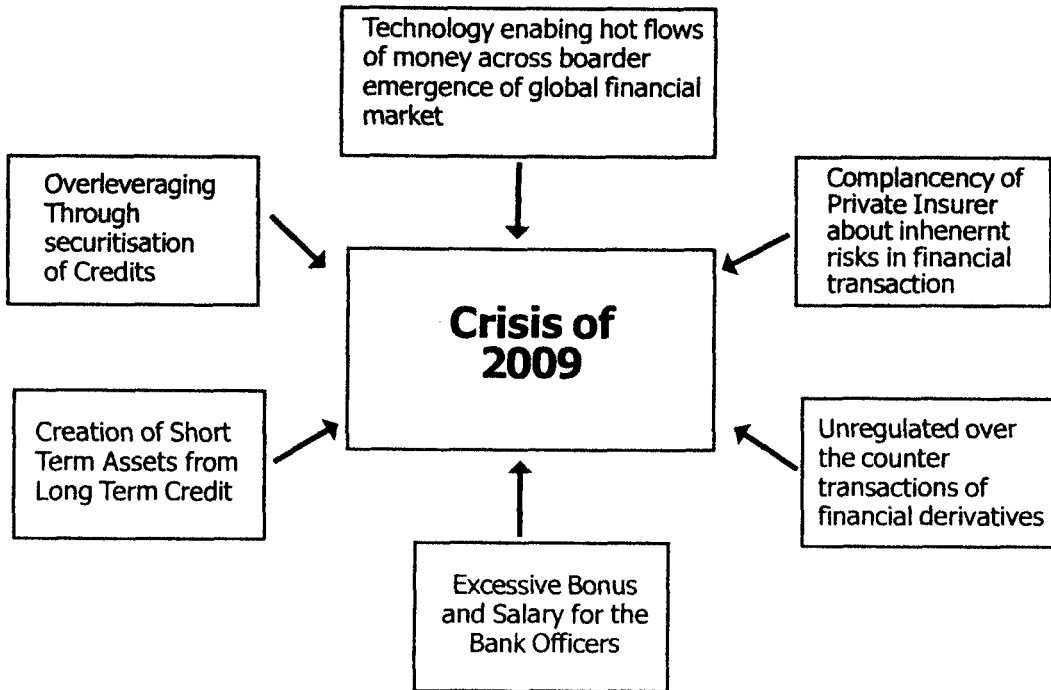 Technology enabling hot flows
of money across boarder
emergence of global financial
market
Overleveraging
Through
securitisation
of Credits
Complancency of
Private Insurer
about inhenernt
risks in financial
transaction
Crisis of
2009
Creation of Short
Term Assets from
Long Term Credit
Unregulated over
the counter
transactions of
financial derivatives
Excessive Bonus
and Salary for the
Bank Officers